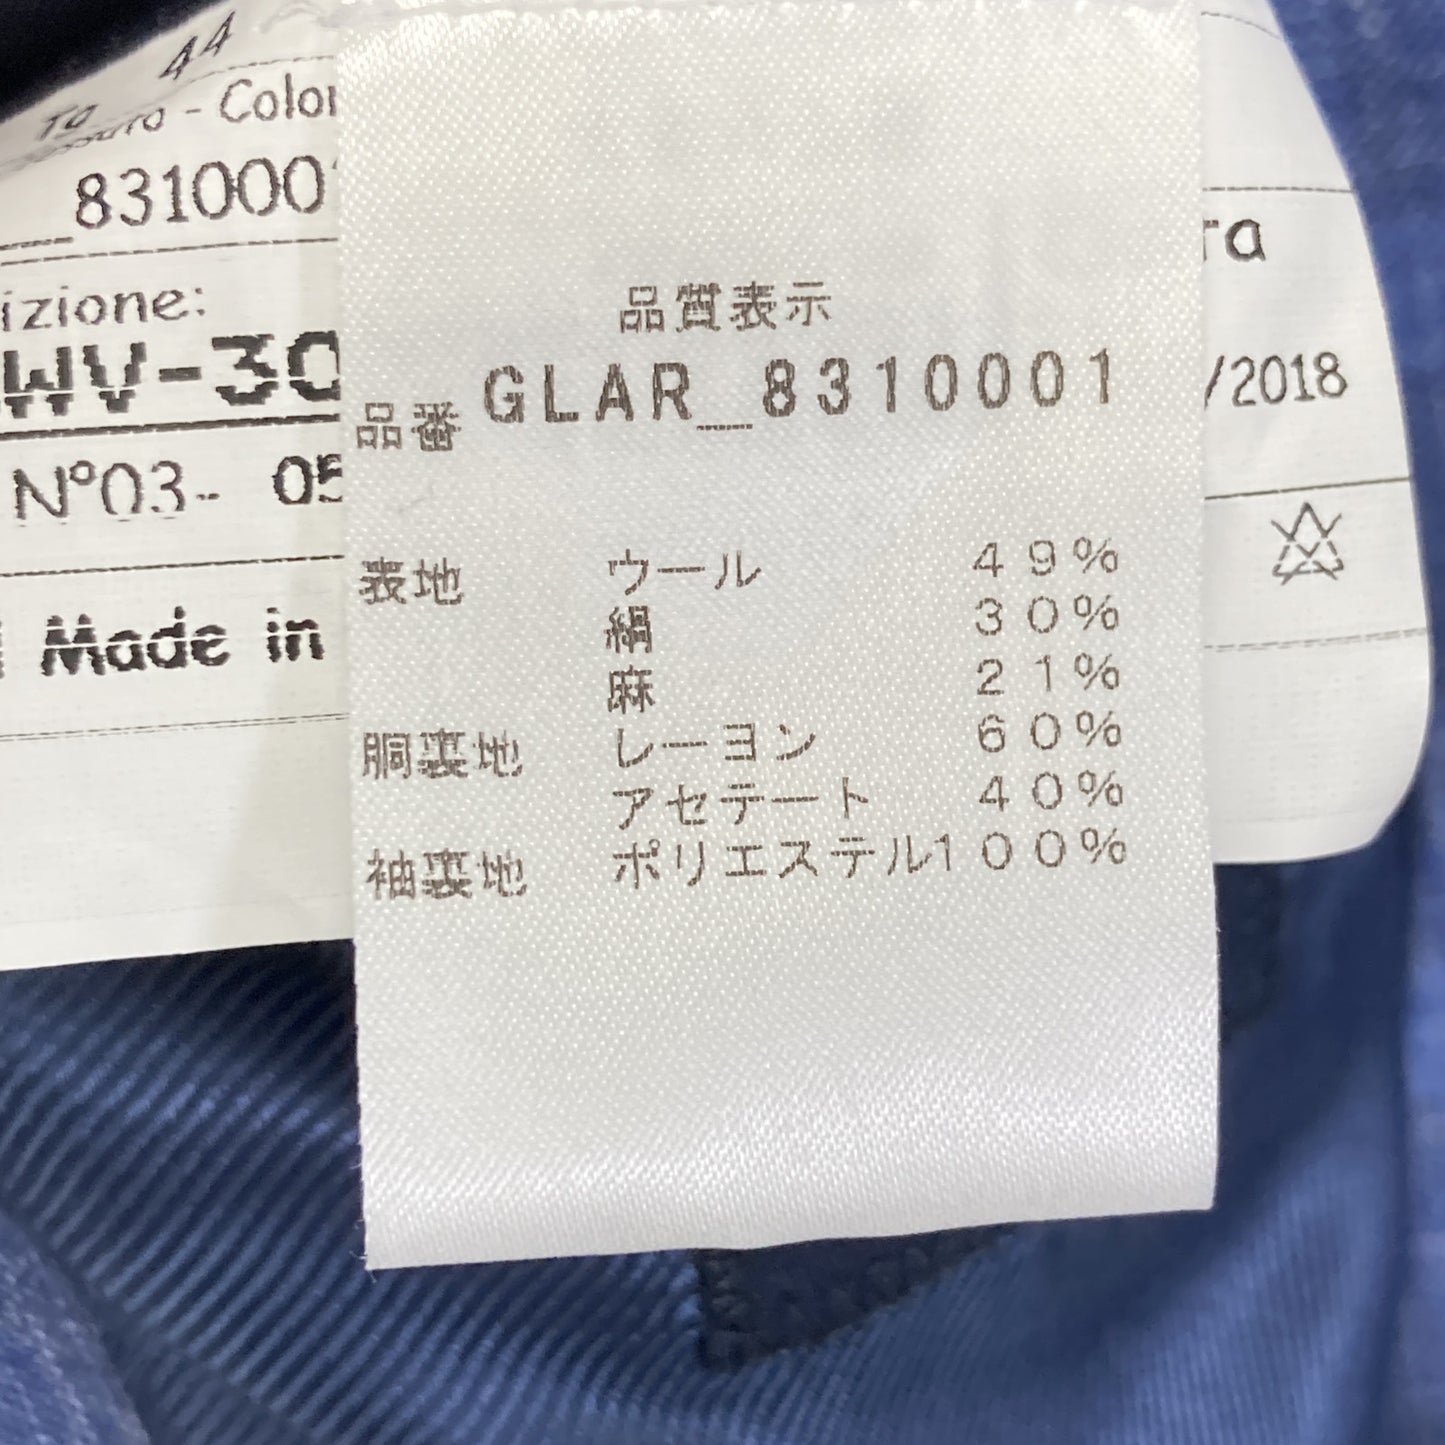 44
- Color
8310001
izione:
WV-30
N°03- 05
Made in
ra
/2018
品質表示
品番 GLAR_8310001
表地 ウール 49%
絹 30%
麻 21%
胴裏地 レーヨン 60%
アセテート 40%
袖裏地 ポリエステル100%